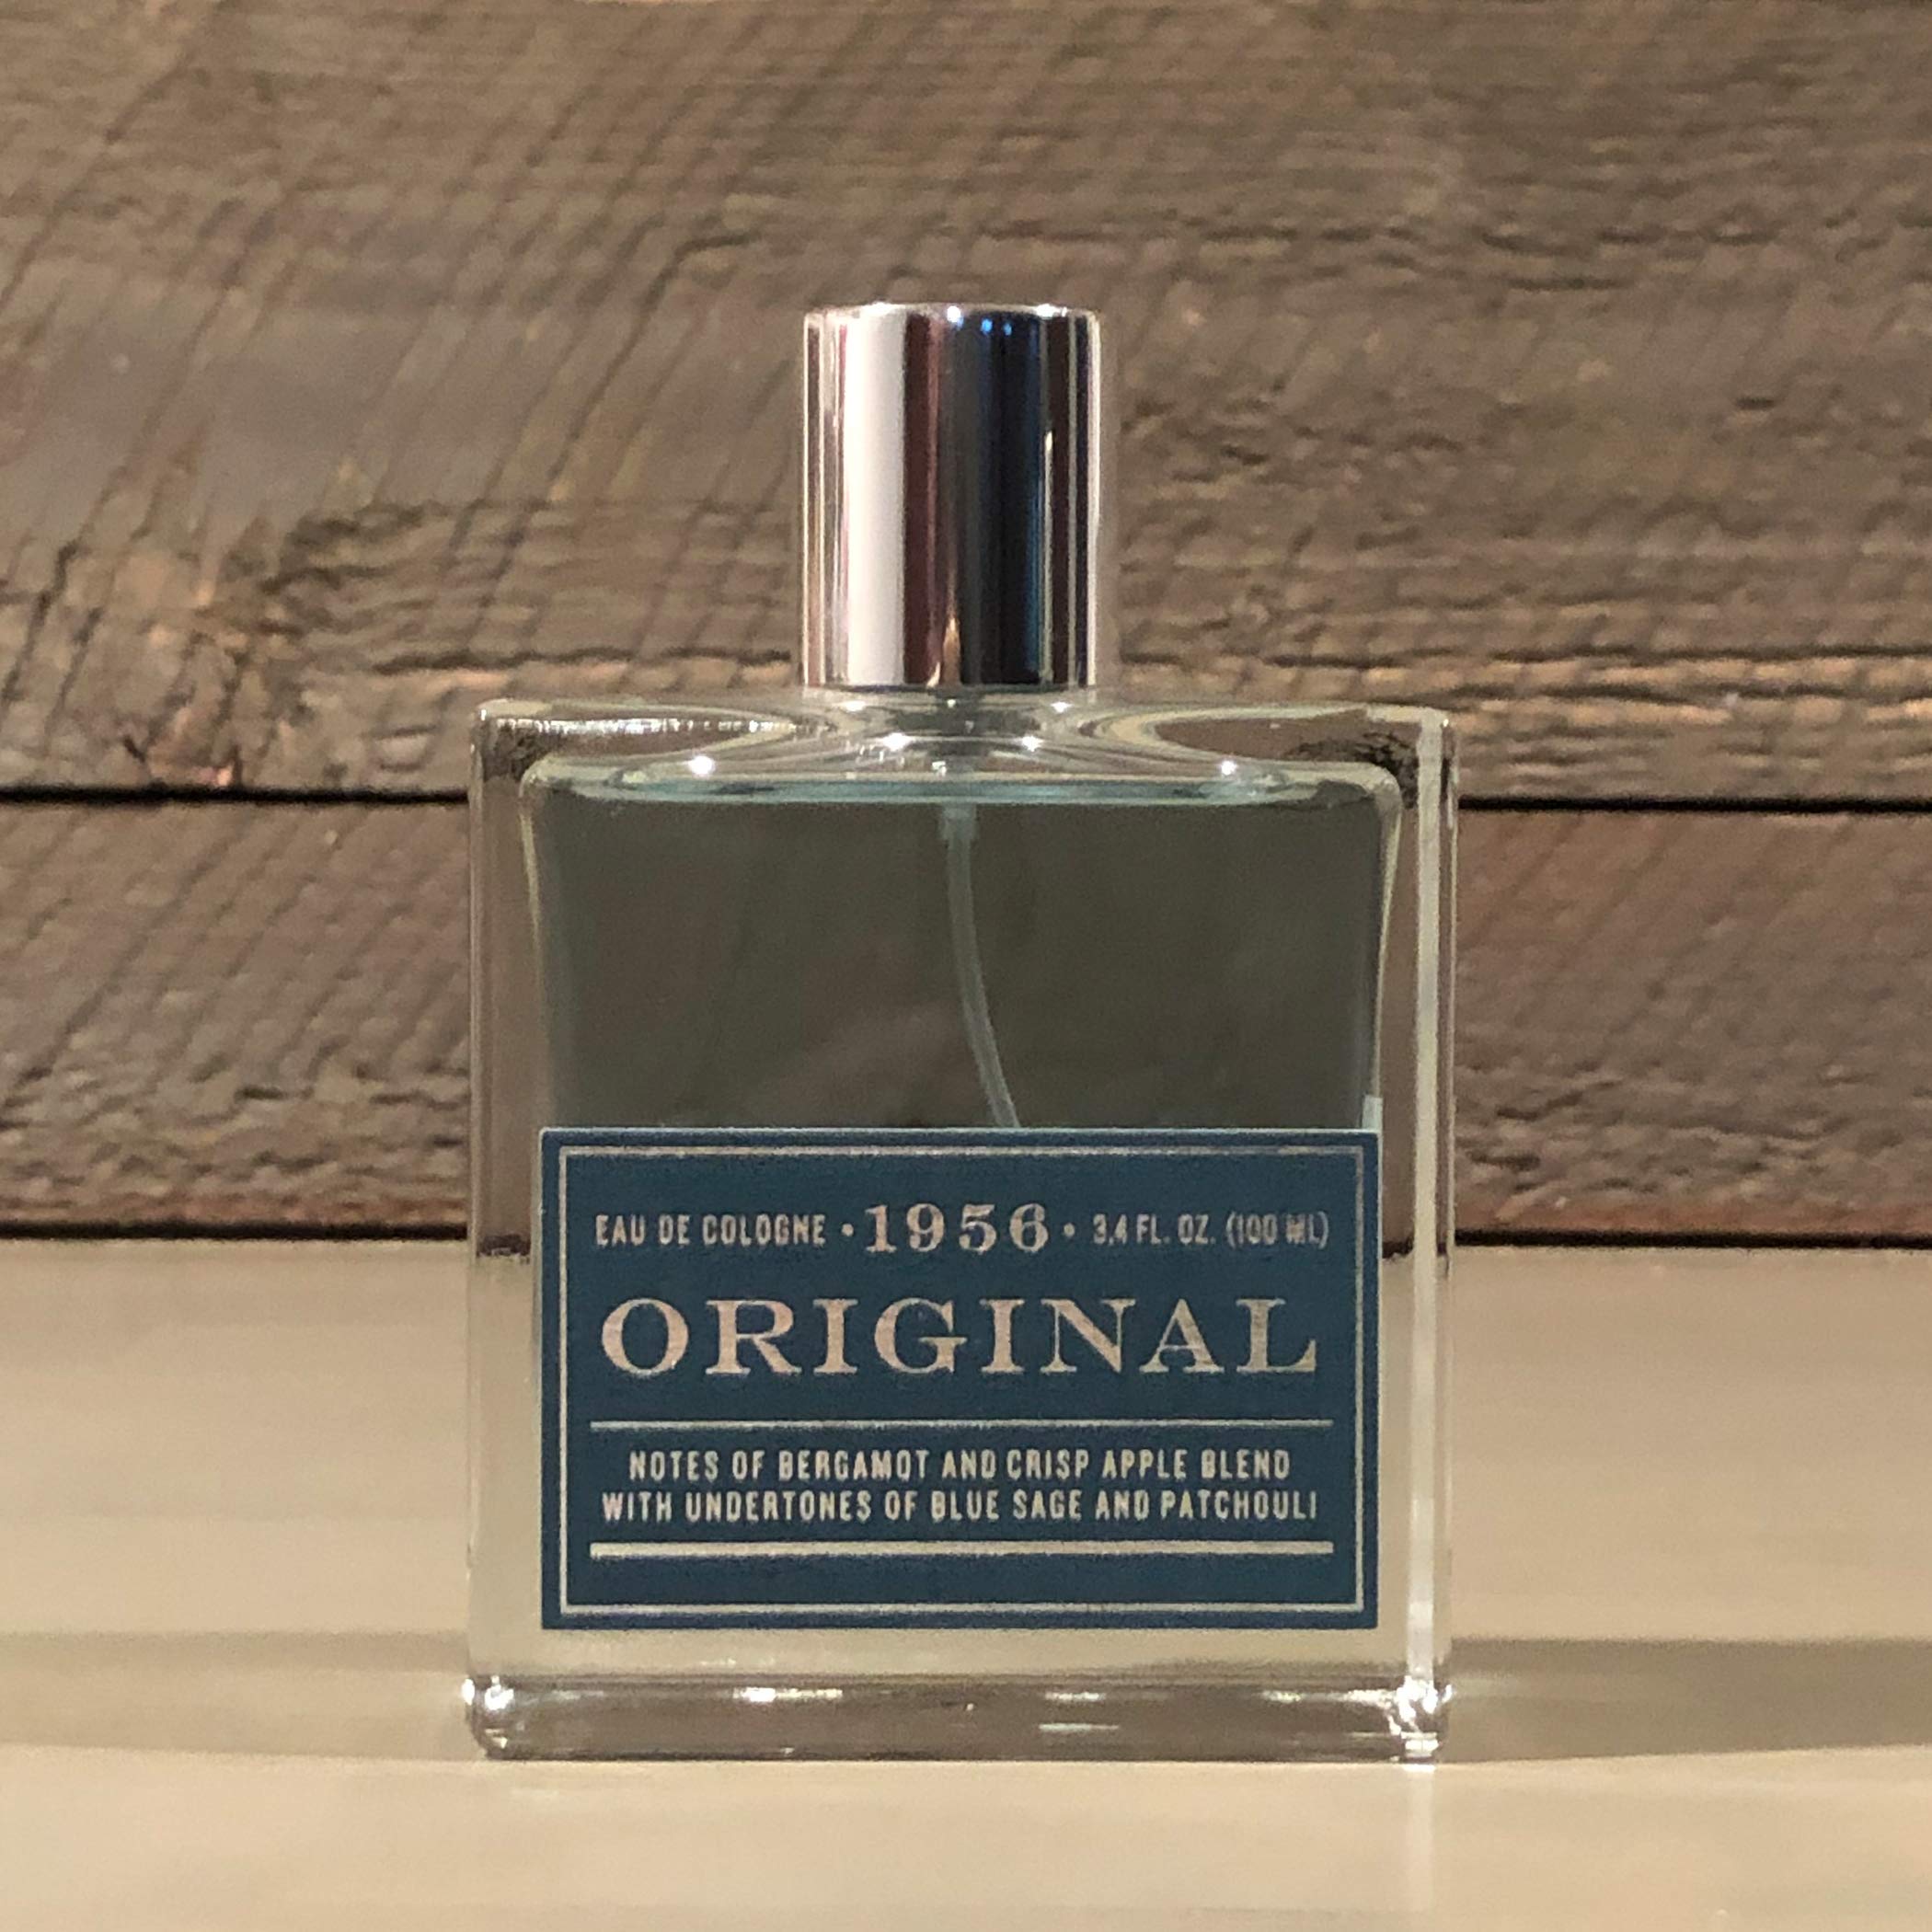 EAU DE COLOGNE • 1956 • 3.4 FL. OZ. (100 ML)
ORIGINAL
NOTES OF BERGAMOT AND CRISP APPLE BLEND
WITH UNDERTONES OF BLUE SAGE AND PATCHOULI